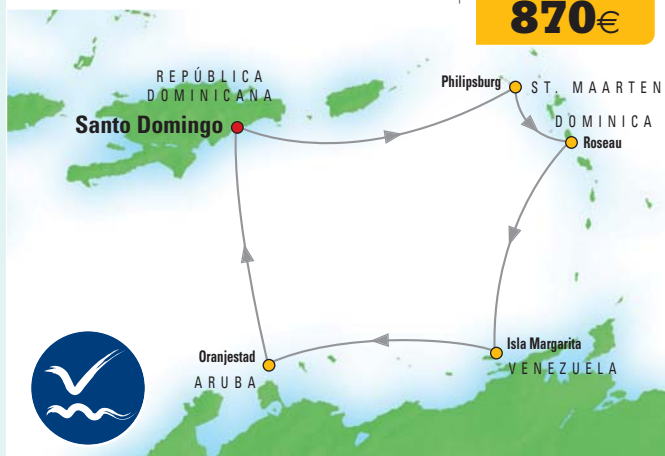 870€
REPÚBLICA
DOMINICANA
Santo Domingo
Philipsburg
ST. MAARTEN
DOMINICA
Roseau
Isla Margarita
VENEZUELA
Oranjestad
ARUBA